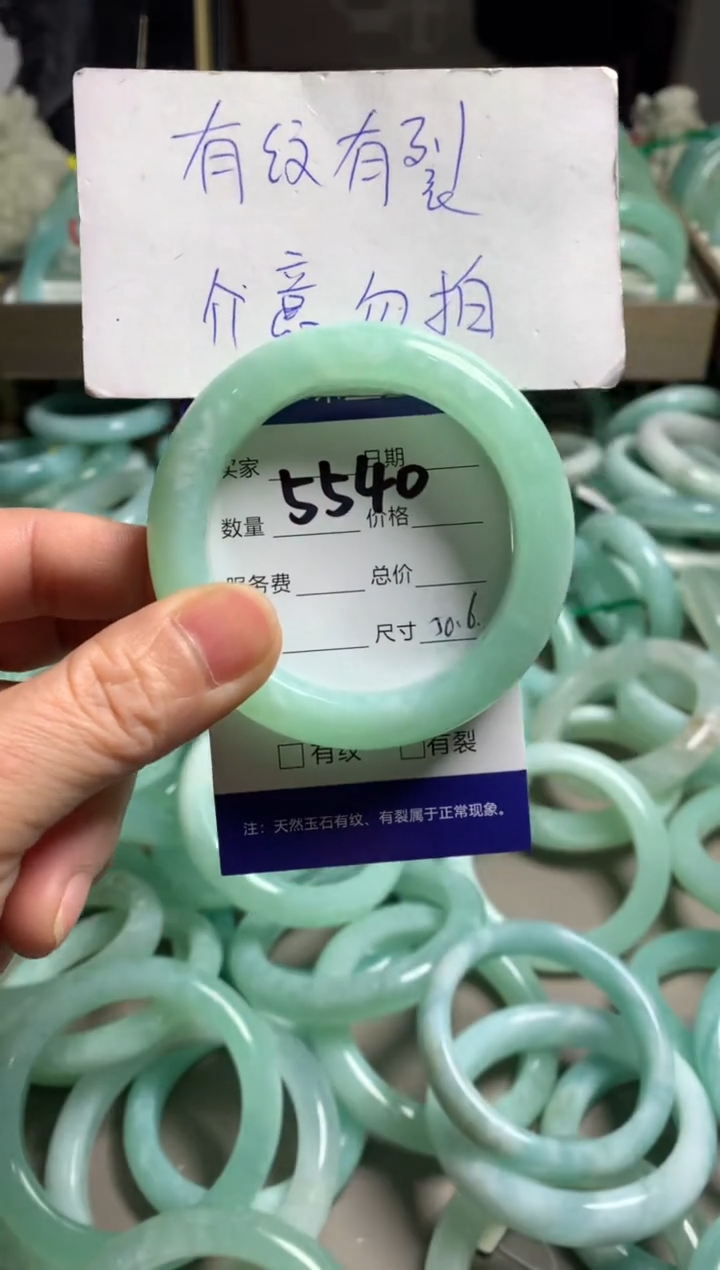 有纹有裂
介意勿拍
买家 日期
5540
数量 价格
服务费 总价
尺寸 30.6
有纹 有裂
注：天然玉石有纹、有裂属于正常现象。